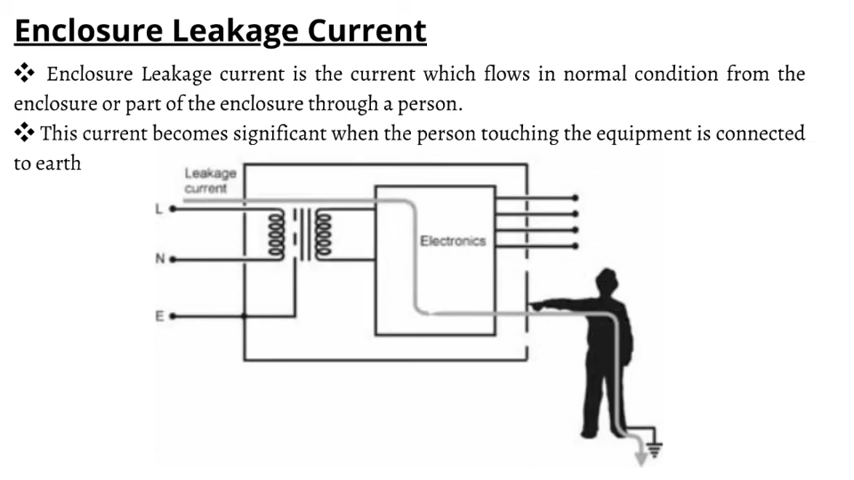 Enclosure Leakage Current
❖ Enclosure Leakage current is the current which flows in normal condition from the
enclosure or part of the enclosure through a person.
❖ This current becomes significant when the person touching the equipment is connected
to earth
Leakage
current
L
Electronics
N
E